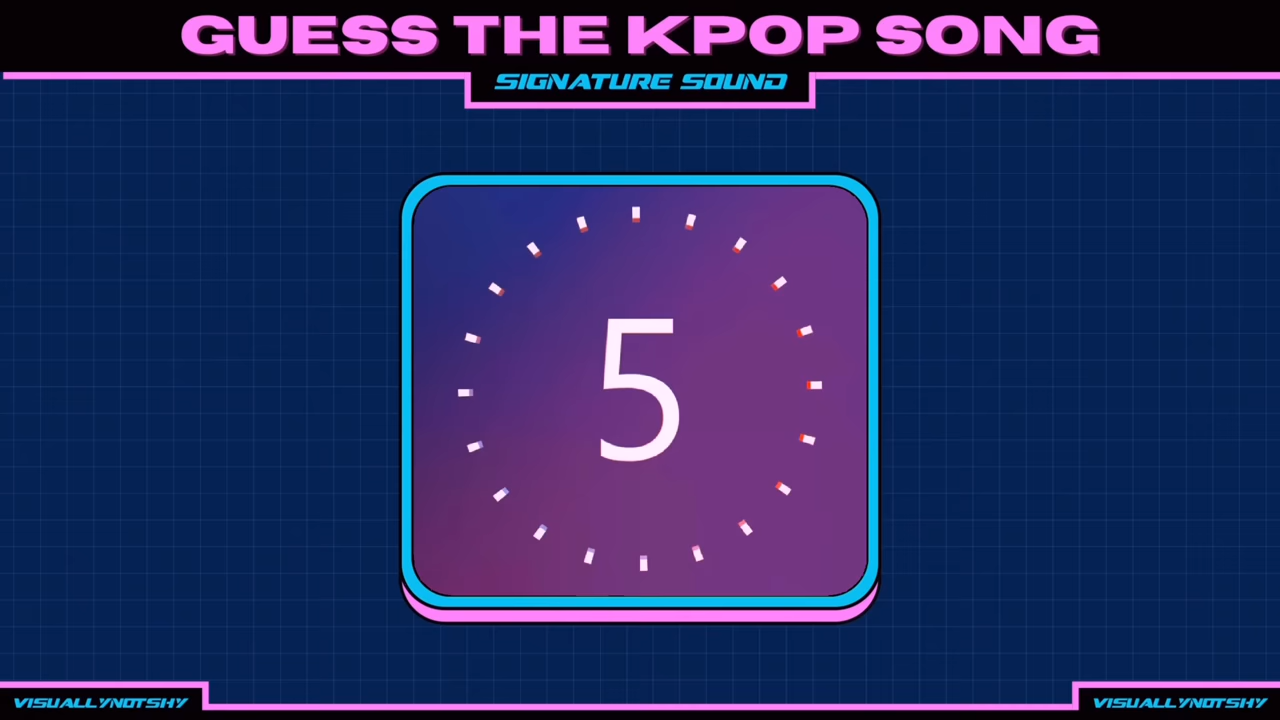 GUESS THE KPOP SONG
SIGNATURE SOUND
5
VISUALLYNOTSHY
VISUALLYNOTSHY